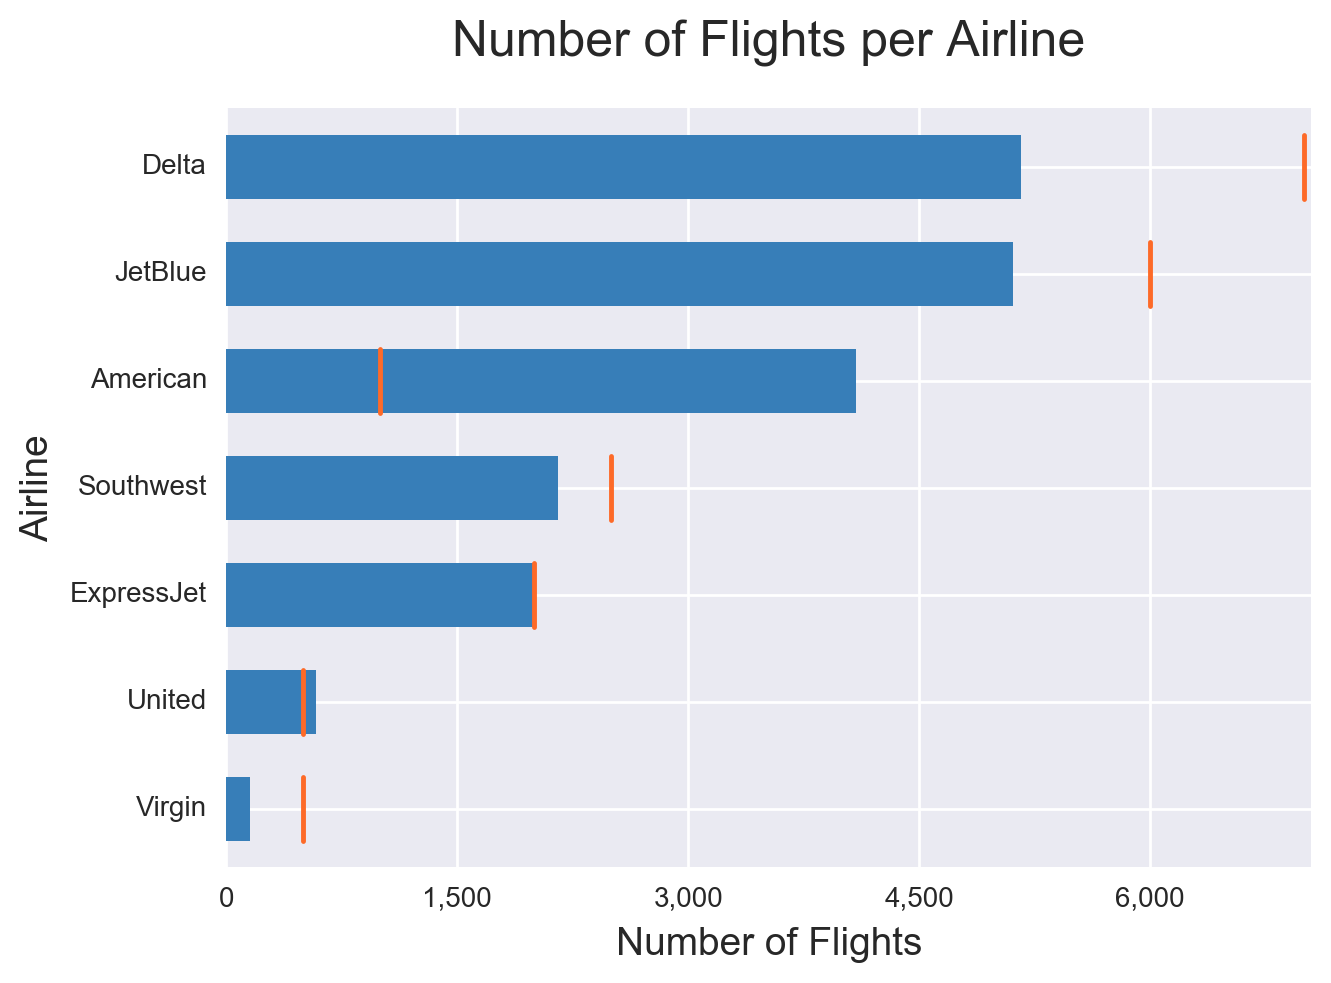 Number of Flights per Airline
Delta
JetBlue
American
Southwest
ExpressJet
United
Virgin
Airline
0 1,500 3,000 4,500 6,000
Number of Flights